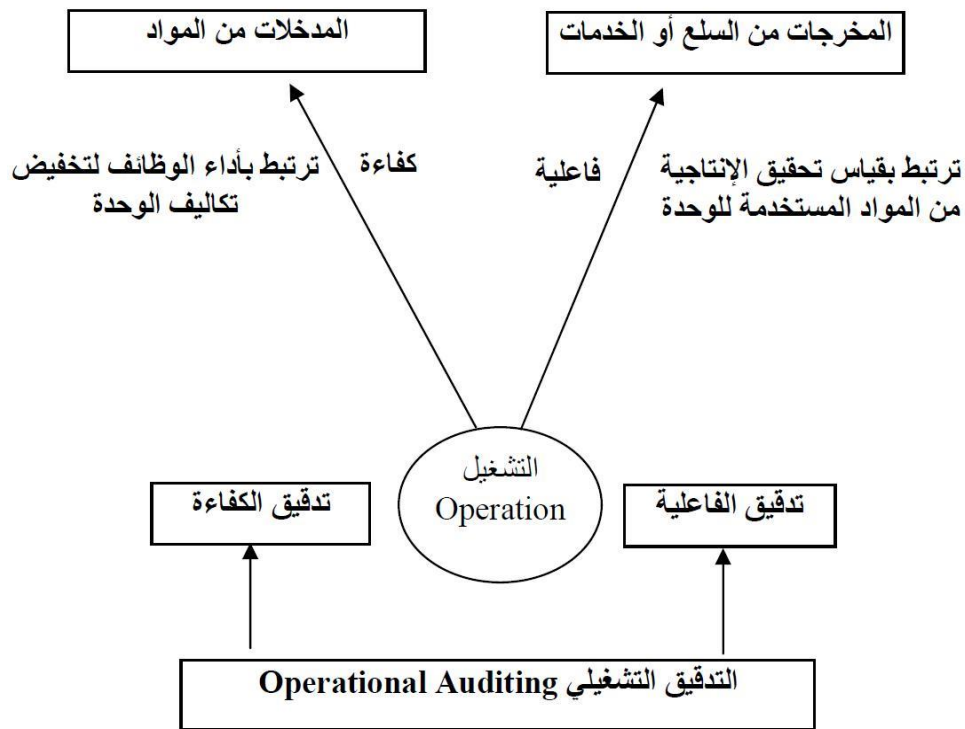 المخرجات من السلع أو الخدمات
المدخلات من المواد
فاعلية
ترتبط بقياس تحقيق الإنتاجية
من المواد المستخدمة للوحدة
كفاءة
ترتبط بأداء الوظائف لتخفيض
تكاليف الوحدة
التشغيل
Operation
تدقيق الفاعلية
تدقيق الكفاءة
التدقيق التشغيلي Operational Auditing